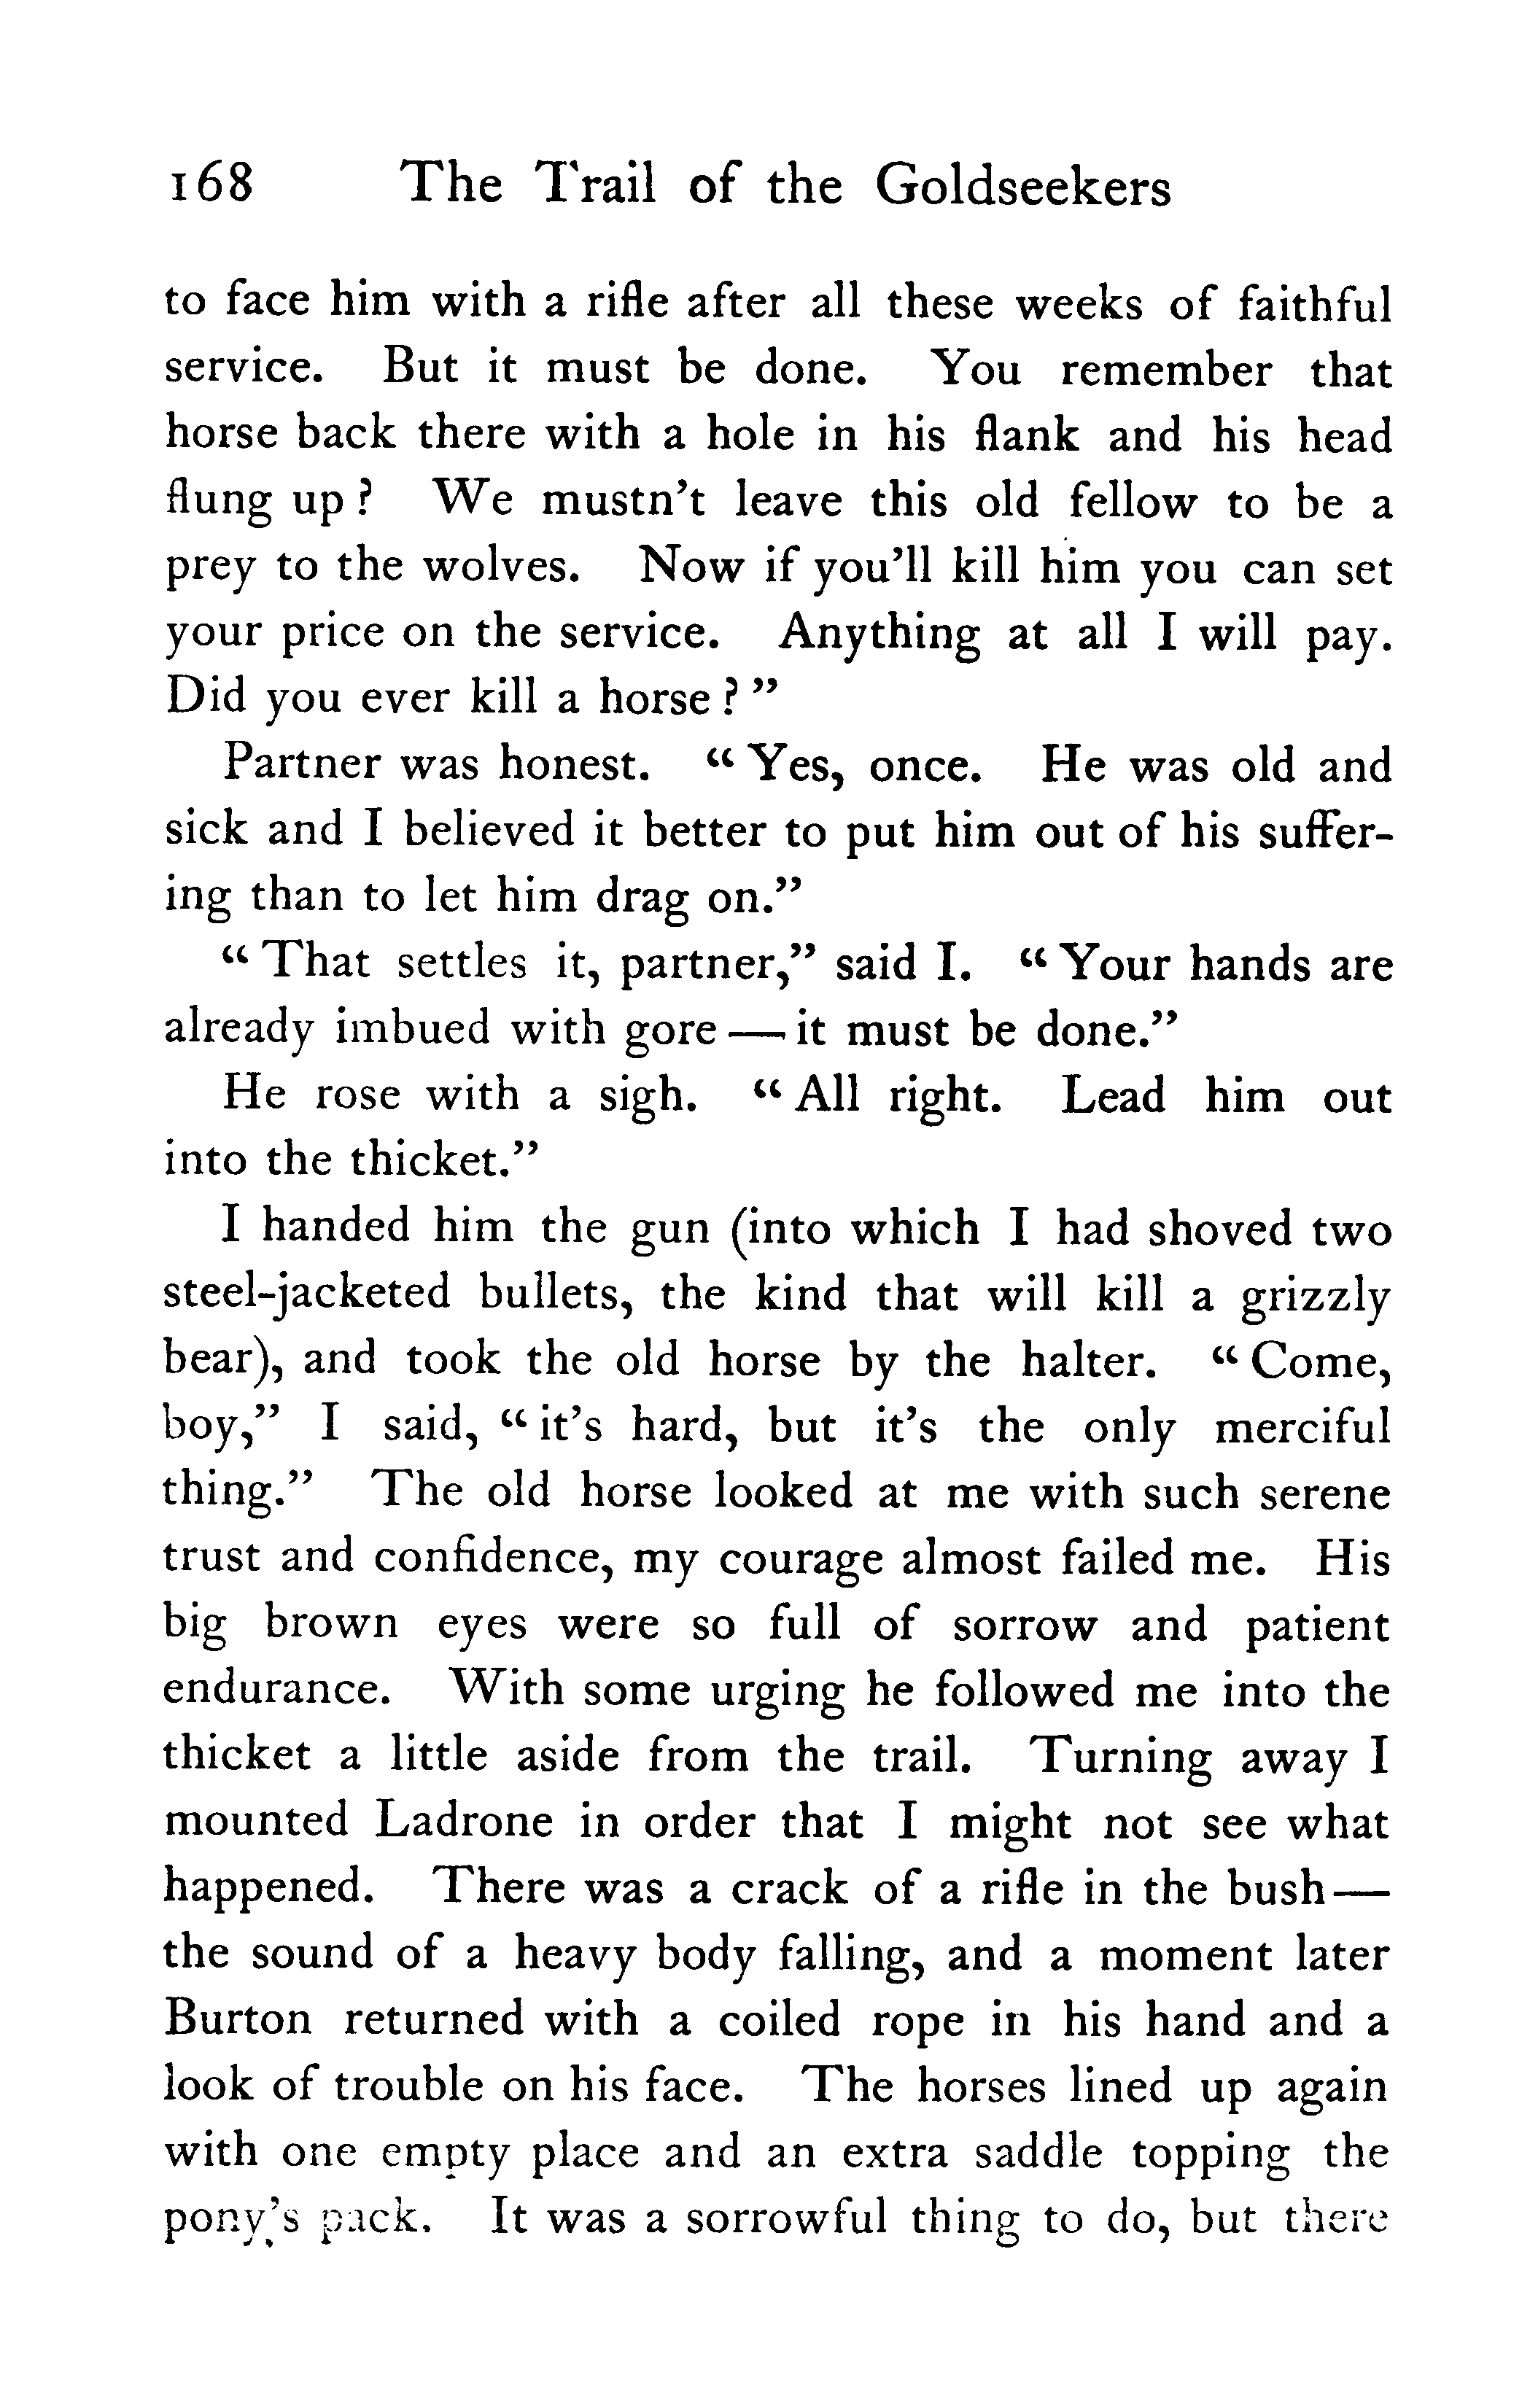 168 The Trail of the Goldseekers
to face him with a rifle after all these weeks of faithful
service. But it must be done. You remember that
horse back there with a hole in his flank and his head
flung up? We mustn’t leave this old fellow to be a
prey to the wolves. Now if you’ll kill him you can set
your price on the service. Anything at all I will pay.
Did you ever kill a horse?”
Partner was honest. “Yes, once. He was old and
sick and I believed it better to put him out of his suffer-
ing than to let him drag on.”
“That settles it, partner,” said I. “Your hands are
already imbued with gore — it must be done.”
He rose with a sigh. “All right. Lead him out
into the thicket.”
I handed him the gun (into which I had shoved two
steel-jacketed bullets, the kind that will kill a grizzly
bear), and took the old horse by the halter. “Come,
boy,” I said, “it’s hard, but it’s the only merciful
thing.” The old horse looked at me with such serene
trust and confidence, my courage almost failed me. His
big brown eyes were so full of sorrow and patient
endurance. With some urging he followed me into the
thicket a little aside from the trail. Turning away I
mounted Ladrone in order that I might not see what
happened. There was a crack of a rifle in the bush —
the sound of a heavy body falling, and a moment later
Burton returned with a coiled rope in his hand and a
look of trouble on his face. The horses lined up again
with one empty place and an extra saddle topping the
pony’s pack. It was a sorrowful thing to do, but there